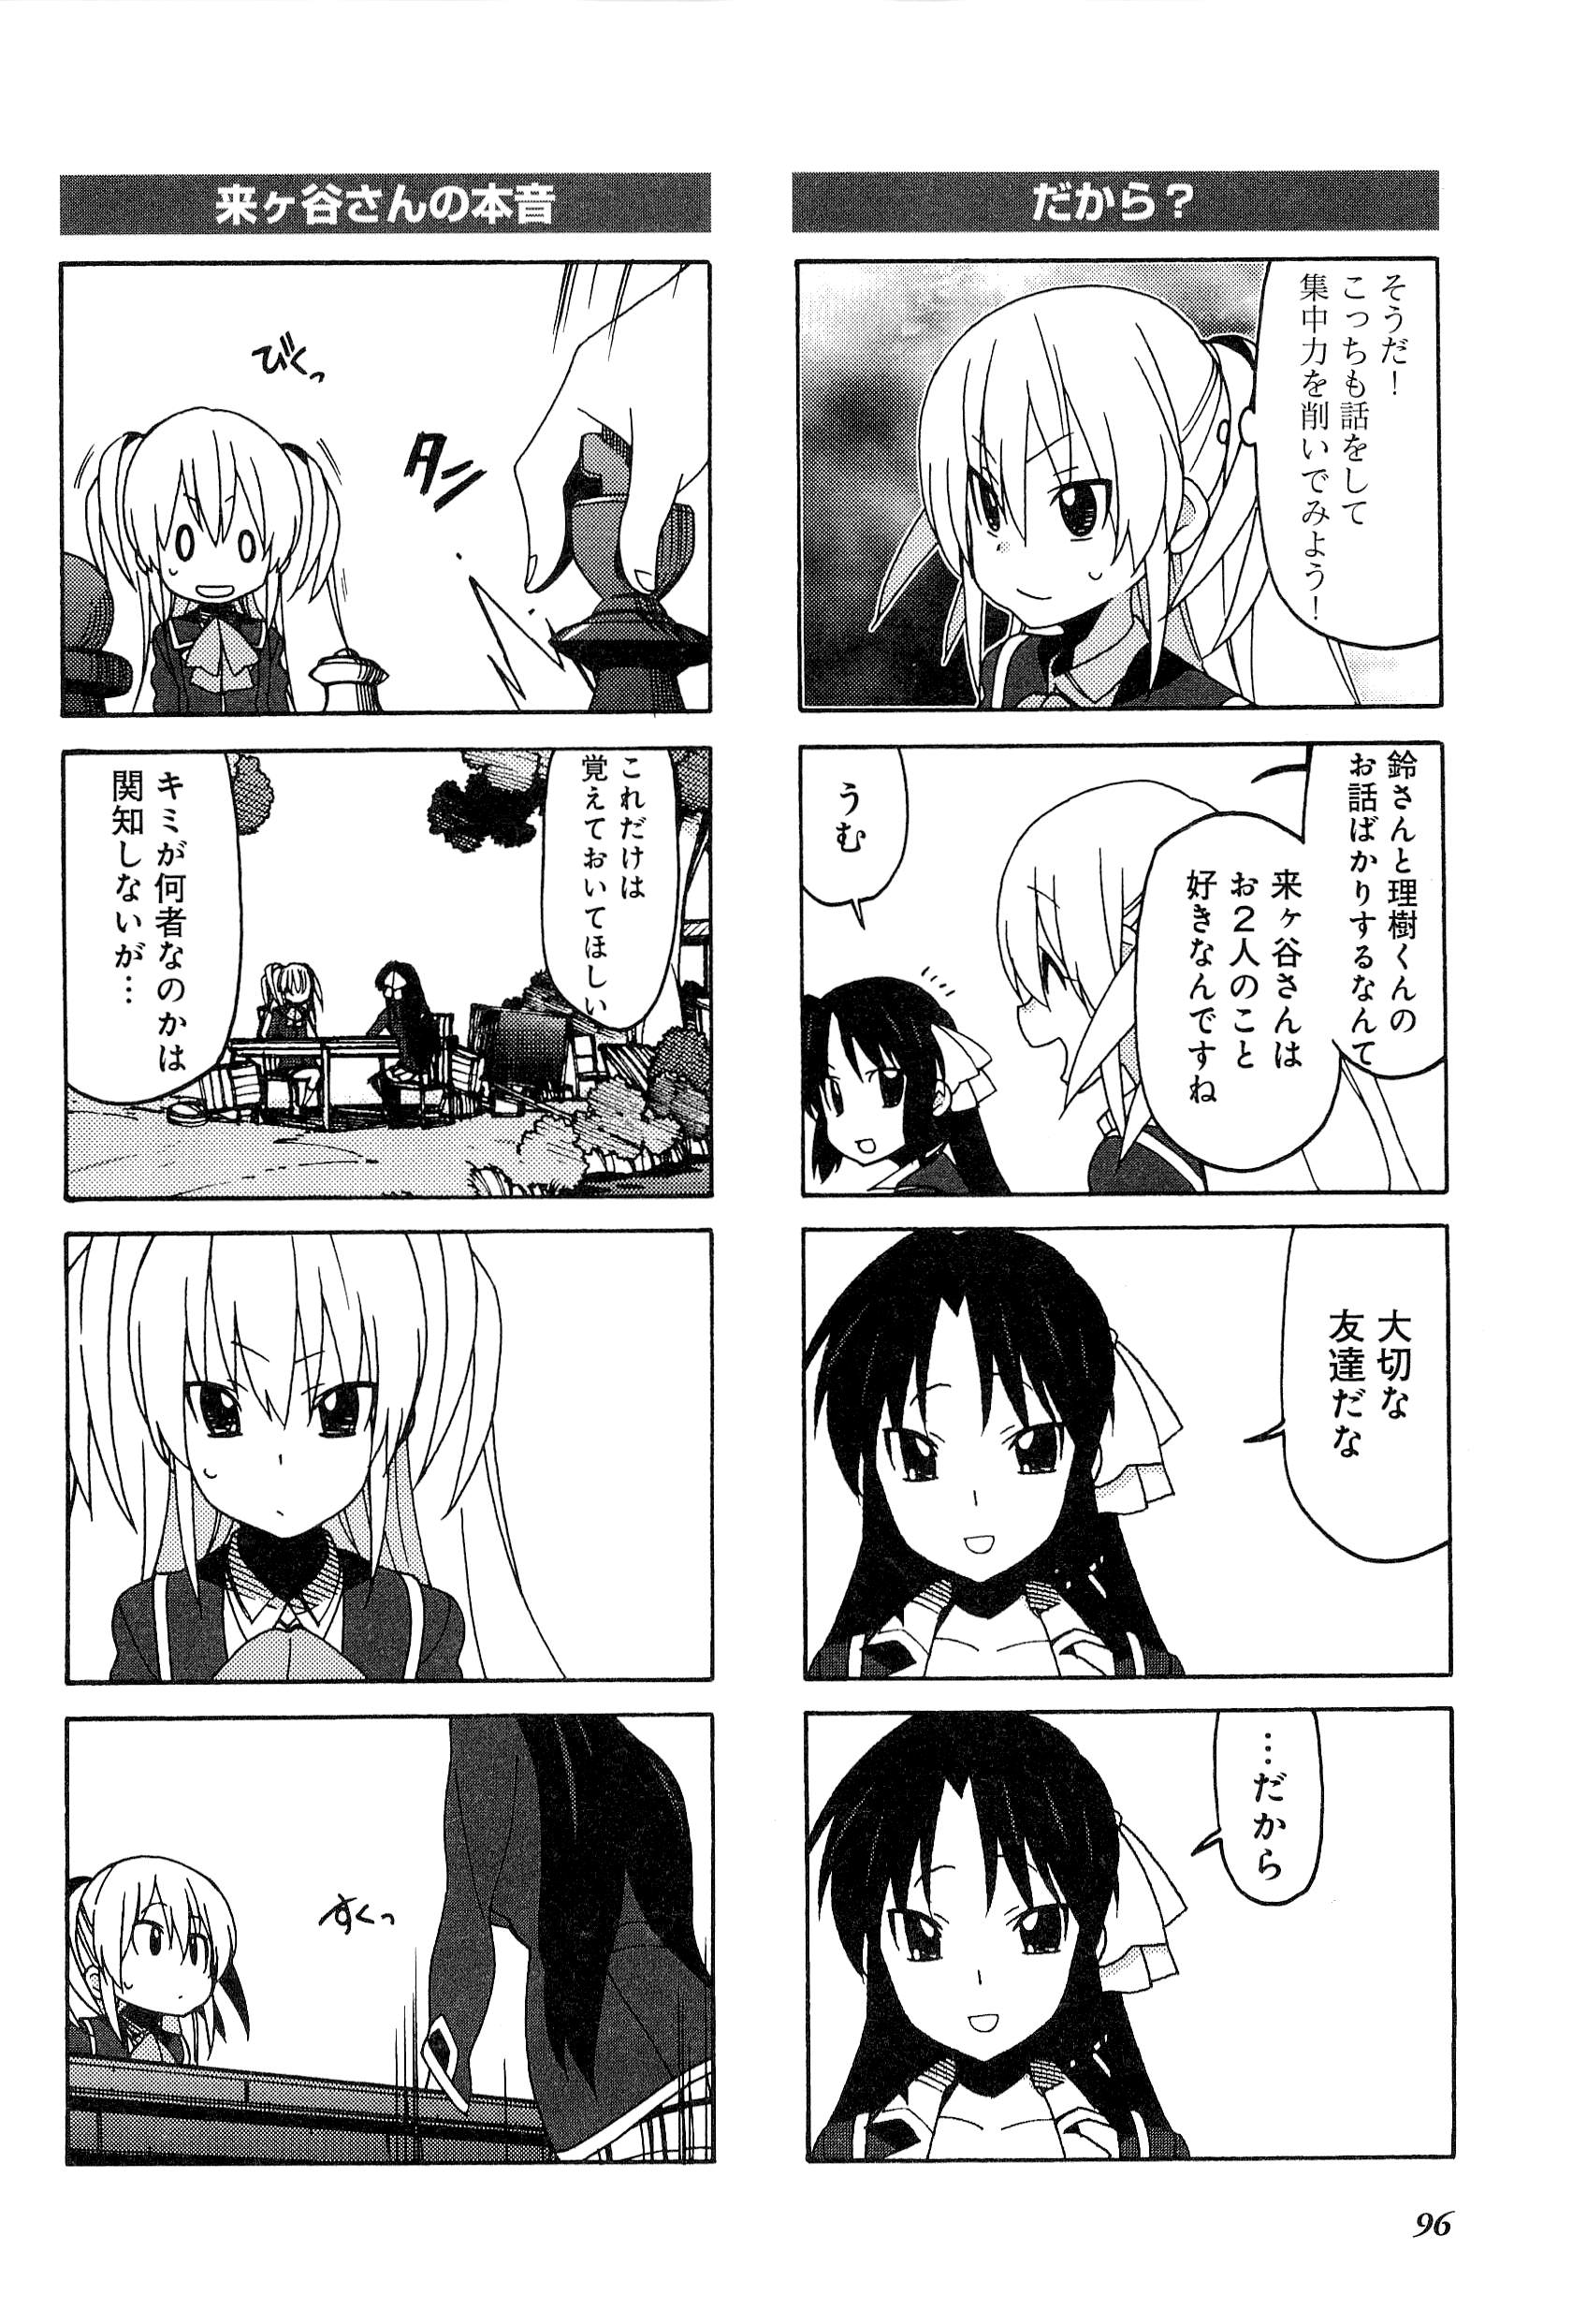 だから？
そうだ！
こっちも話をして
集中力を削いでみよう！
鈴さんと理樹くんの
お話ばかりするなんて
来ヶ谷さんは
お2人のこと
好きなんですね
うむ
大切な
友達だな
…だから
来ヶ谷さんの本音
タン
びくっ
これだけは
覚えておいてほしい
キミが何者なのかは
関知しないが…
すくっ
96